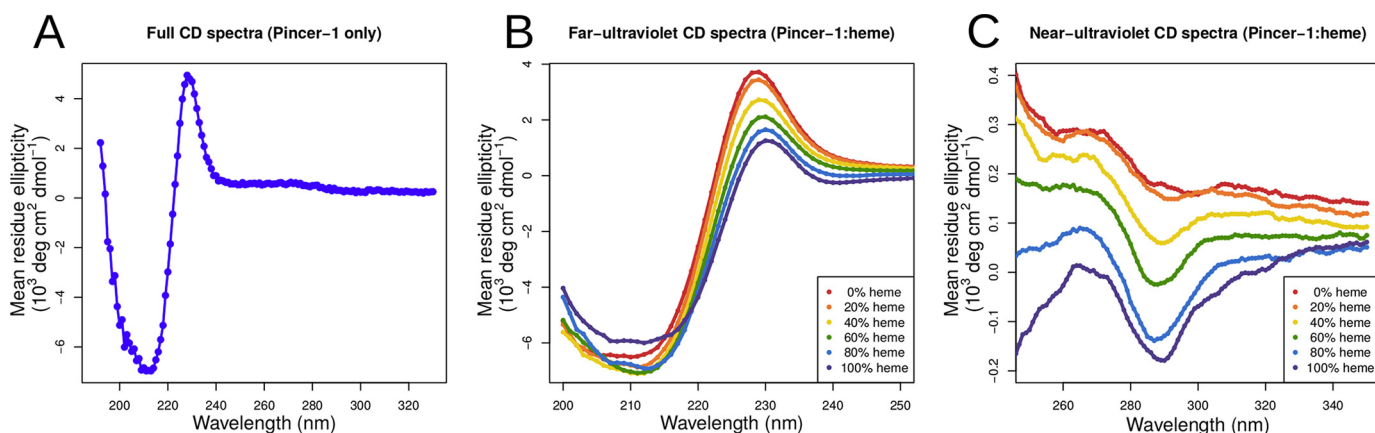 A
Full CD spectra (Pincer−1 only)
Mean residue ellipticity
(10³ deg cm² dmol⁻¹)
4
2
0
−2
−4
−6
200
220
240
260
280
300
320
Wavelength (nm)
B
Far−ultraviolet CD spectra (Pincer−1:heme)
Mean residue ellipticity
(10³ deg cm² dmol⁻¹)
4
2
0
−2
−4
−6
0% heme
20% heme
40% heme
60% heme
80% heme
100% heme
200
210
220
230
240
250
Wavelength (nm)
C
Near−ultraviolet CD spectra (Pincer−1:heme)
Mean residue ellipticity
(10³ deg cm² dmol⁻¹)
0.4
0.3
0.2
0.1
0.0
−0.1
−0.2
0% heme
20% heme
40% heme
60% heme
80% heme
100% heme
260
280
300
320
340
Wavelength (nm)